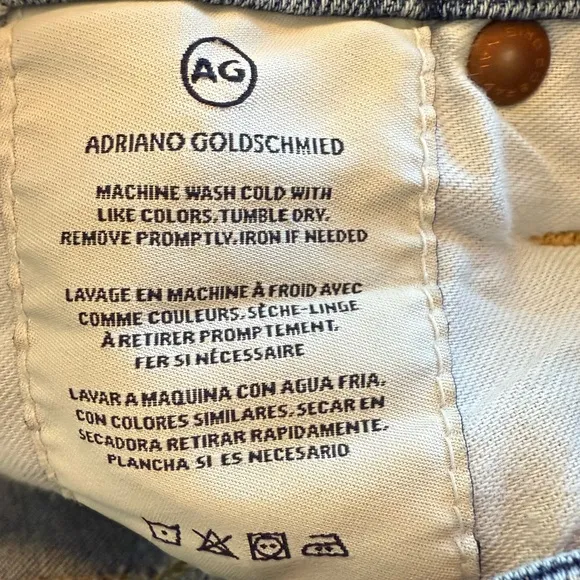 AG
ADRIANO GOLDSCHMIED
MACHINE WASH COLD WITH
LIKE COLORS.TUMBLE DRY.
REMOVE PROMPTLY.IRON IF NEEDED
LAVAGE EN MACHINE À FROID AVEC
COMME COULEURS.SÈCHE-LINGE
À RETIRER PROMPTEMENT.
FER SI NÉCESSAIRE
LAVAR A MAQUINA CON AGUA FRIA.
CON COLORES SIMILARES. SECAR EN
SECADORA RETIRAR RAPIDAMENTE.
PLANCHA SI ES NECESARIO